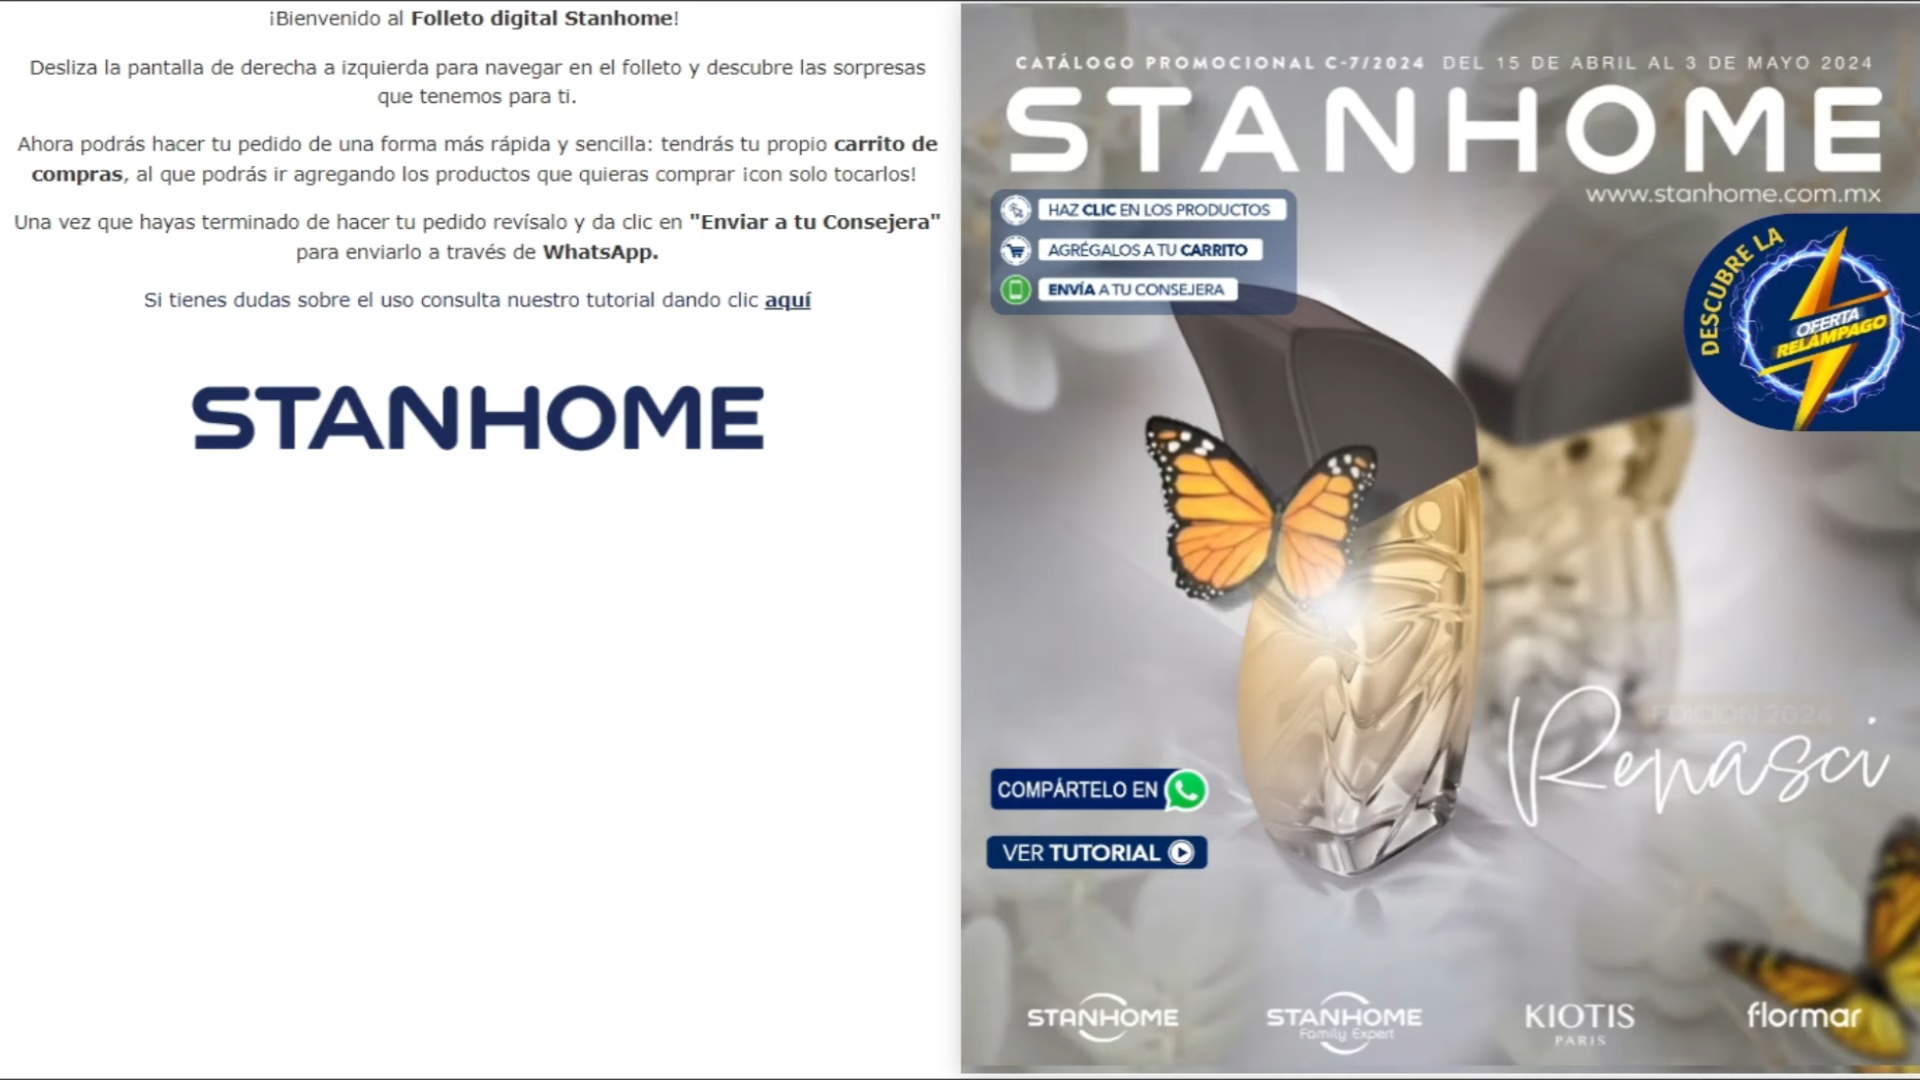 ¡Bienvenido al Folleto digital Stanhome!
Desliza la pantalla de derecha a izquierda para navegar en el folleto y descubre las sorpresas
que tenemos para ti.
Ahora podrás hacer tu pedido de una forma más rápida y sencilla: tendrás tu propio carrito de
compras, al que podrás ir agregando los productos que quieras comprar ¡con solo tocarlos!
Una vez que hayas terminado de hacer tu pedido revísalo y da clic en "Enviar a tu Consejera"
para enviarlo a través de WhatsApp.
Si tienes dudas sobre el uso consulta nuestro tutorial dando clic aquí
STANHOME
CATÁLOGO PROMOCIONAL C-7/2024 DEL 15 DE ABRIL AL 3 DE MAYO 2024
STANHOME
www.stanhome.com.mx
HAZ CLIC EN LOS PRODUCTOS
AGRÉGALOS A TU CARRITO
ENVÍA A TU CONSEJERA
DESCUBRE LA
OFERTA
RELÁMPAGO
EDICIÓN 2024
Renasci
COMPÁRTELO EN
VER TUTORIAL
STANHOME
STANHOME
Family Expert
KIOTIS
PARIS
flormar